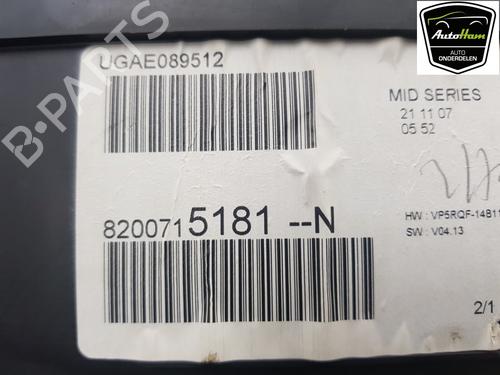 AutoHam
AUTO
ONDERDELEN
B-PARTS
UGAE089512
MID SERIES
21 11 07
05 52
8200715181 --N
HW : VP5RQF-14B11
SW : V04.13
2/1